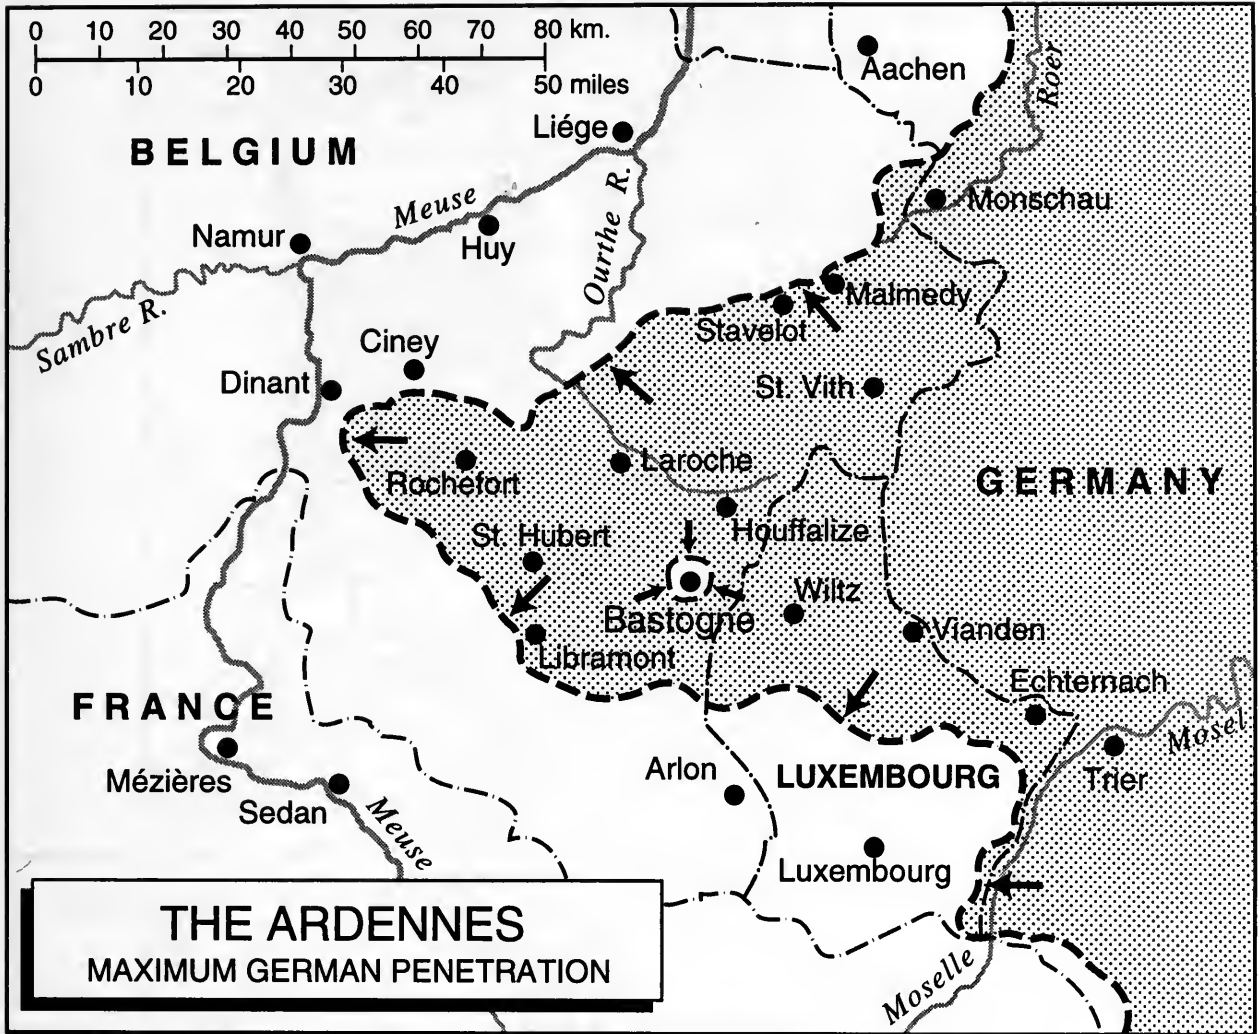 0 10 20 30 40 50 60 70 80 km.
0 10 20 30 40 50 miles
Aachen
Roer
Liége
BELGIUM
Meuse
Ourthe R.
Monschau
Namur
Huy
Malmedy
Sambre R.
Stavelot
Ciney
Dinant
St. Vith
Laroche
Rochefort
GERMANY
St. Hubert
Houffalize
Wiltz
Bastogne
Vianden
Libramont
Echternach
FRANCE
Mosel
Arlon
LUXEMBOURG
Trier
Mézières
Sedan
Meuse
Luxembourg
THE ARDENNES
MAXIMUM GERMAN PENETRATION
Moselle